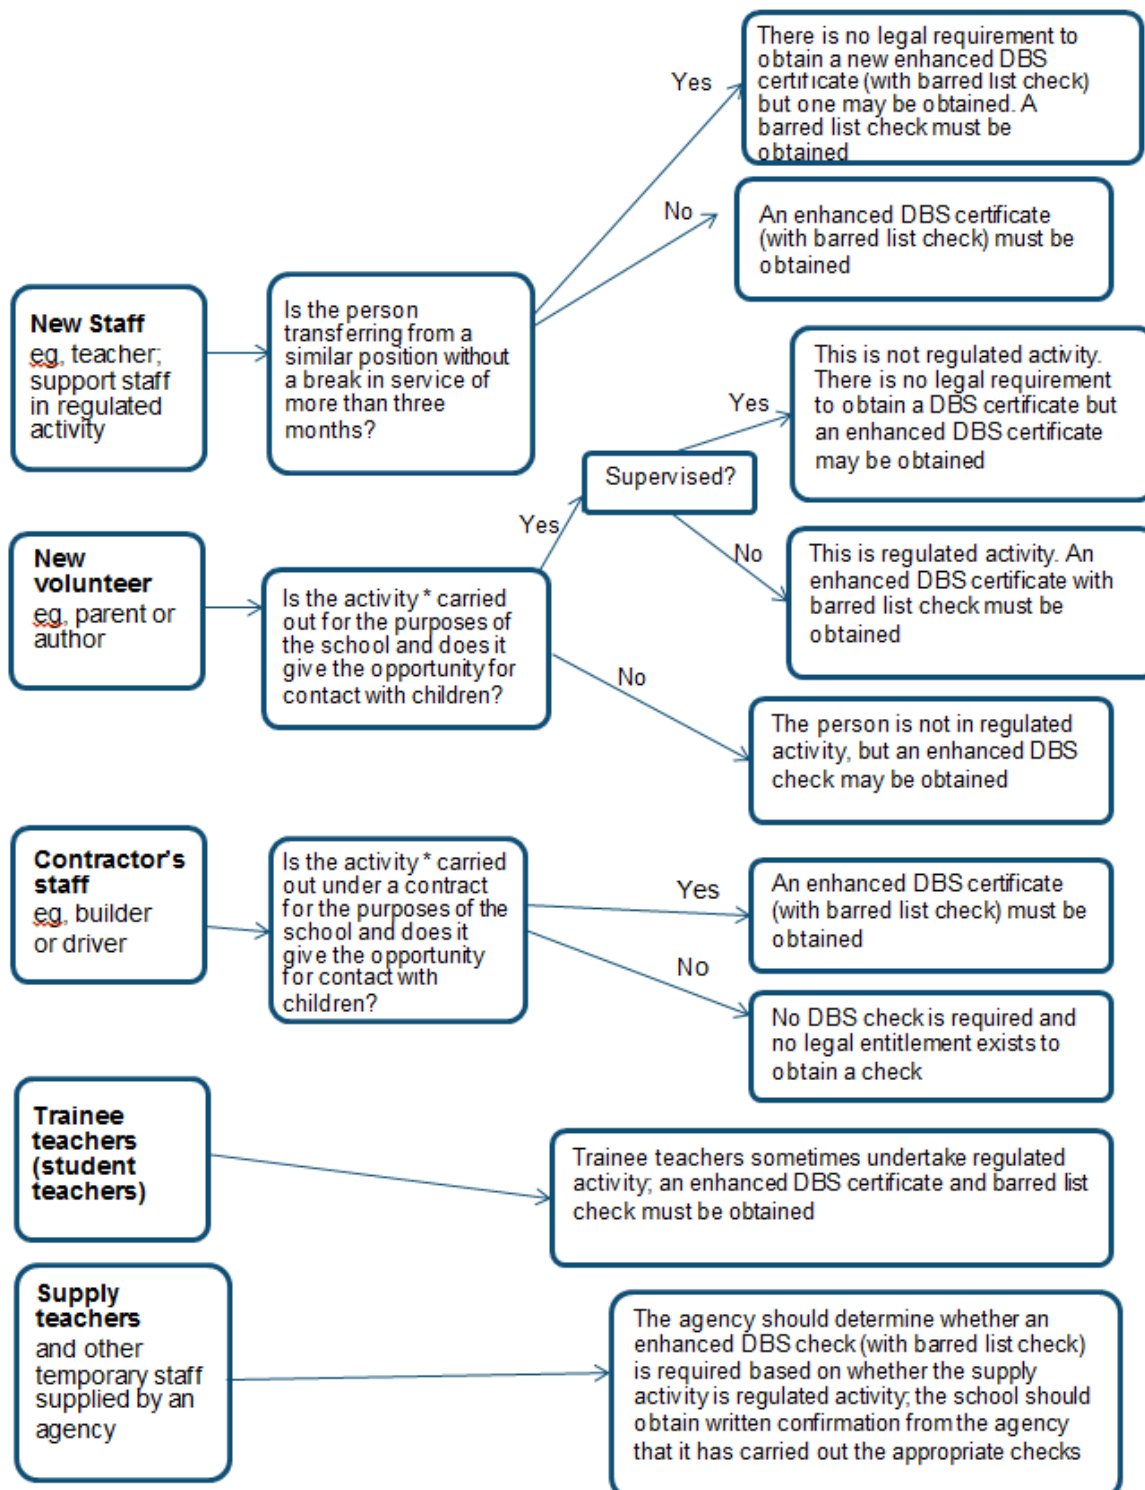 There is no legal requirement to
obtain a new enhanced DBS
certificate (with barred list check)
but one may be obtained. A
barred list check must be
obtained
Yes
No
An enhanced DBS certificate
(with barred list check) must be
obtained
New Staff
eg, teacher;
support staff
in regulated
activity
Is the person
transferring from a
similar position without
a break in service of
more than three
months?
This is not regulated activity.
There is no legal requirement
to obtain a DBS certificate but
an enhanced DBS certificate
may be obtained
Yes
Supervised?
Yes
No
This is regulated activity. An
enhanced DBS certificate with
barred list check must be
obtained
New
volunteer
eg, parent or
author
Is the activity * carried
out for the purposes of
the school and does it
give the opportunity for
contact with children?
No
The person is not in regulated
activity, but an enhanced DBS
check may be obtained
Contractor's
staff
eg, builder
or driver
Is the activity * carried
out under a contract
for the purposes of the
school and does it
give the opportunity
for contact with
children?
Yes
An enhanced DBS certificate
(with barred list check) must be
obtained
No
No DBS check is required and
no legal entitlement exists to
obtain a check
Trainee
teachers
(student
teachers)
Trainee teachers sometimes undertake regulated
activity; an enhanced DBS certificate and barred list
check must be obtained
Supply
teachers
and other
temporary staff
supplied by an
agency
The agency should determine whether an
enhanced DBS check (with barred list check)
is required based on whether the supply
activity is regulated activity; the school should
obtain written confirmation from the agency
that it has carried out the appropriate checks